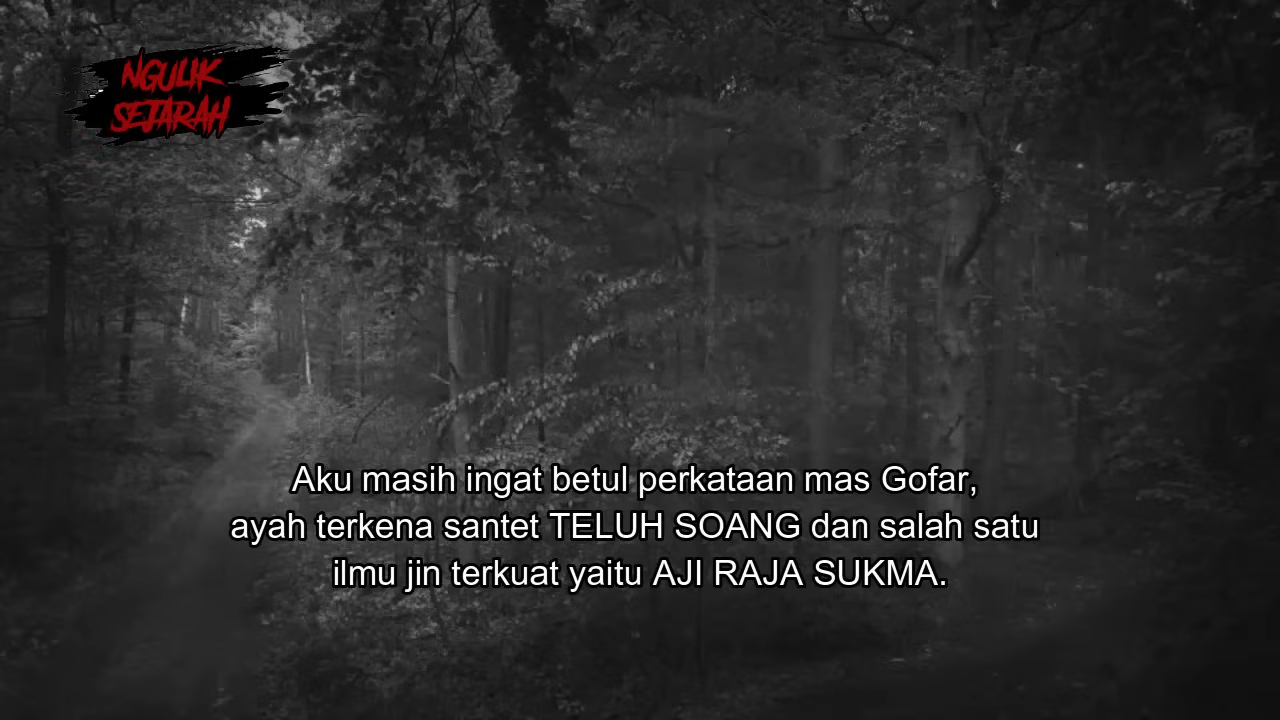 NGULIK
SEJARAH
Aku masih ingat betul perkataan mas Gofar,
ayah terkena santet TELUH SOANG dan salah satu
ilmu jin terkuat yaitu AJI RAJA SUKMA.